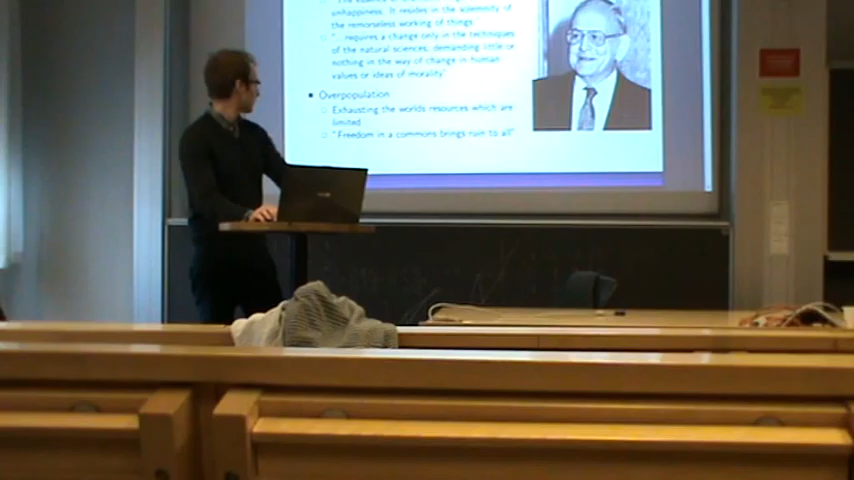 unhappiness. It resides in the solemnity of
the remorseless working of things.
"...requires a change only in the techniques
of the natural sciences, demanding little or
nothing in the way of change in human
values or ideas of morality"
Overpopulation
Exhausting the worlds resources which are
limited.
"Freedom in a commons brings ruin to all"